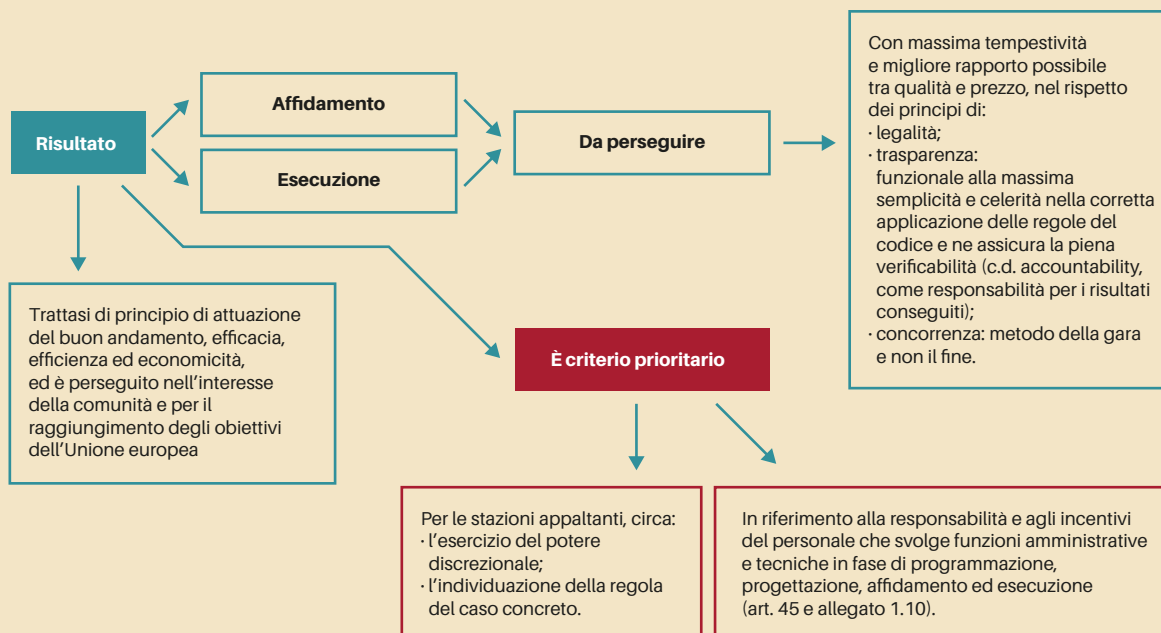 Risultato
Affidamento
Esecuzione
Da perseguire
Con massima tempestività
e migliore rapporto possibile
tra qualità e prezzo, nel rispetto
dei principi di:
· legalità;
· trasparenza:
funzionale alla massima
semplicità e celerità nella corretta
applicazione delle regole del
codice e ne assicura la piena
verificabilità (c.d. accountability,
come responsabilità per i risultati
conseguiti);
· concorrenza: metodo della gara
e non il fine.
Trattasi di principio di attuazione
del buon andamento, efficacia,
efficienza ed economicità,
ed è perseguito nell'interesse
della comunità e per il
raggiungimento degli obiettivi
dell'Unione europea
È criterio prioritario
Per le stazioni appaltanti, circa:
· l'esercizio del potere
discrezionale;
· l'individuazione della regola
del caso concreto.
In riferimento alla responsabilità e agli incentivi
del personale che svolge funzioni amministrative
e tecniche in fase di programmazione,
progettazione, affidamento ed esecuzione
(art. 45 e allegato 1.10).